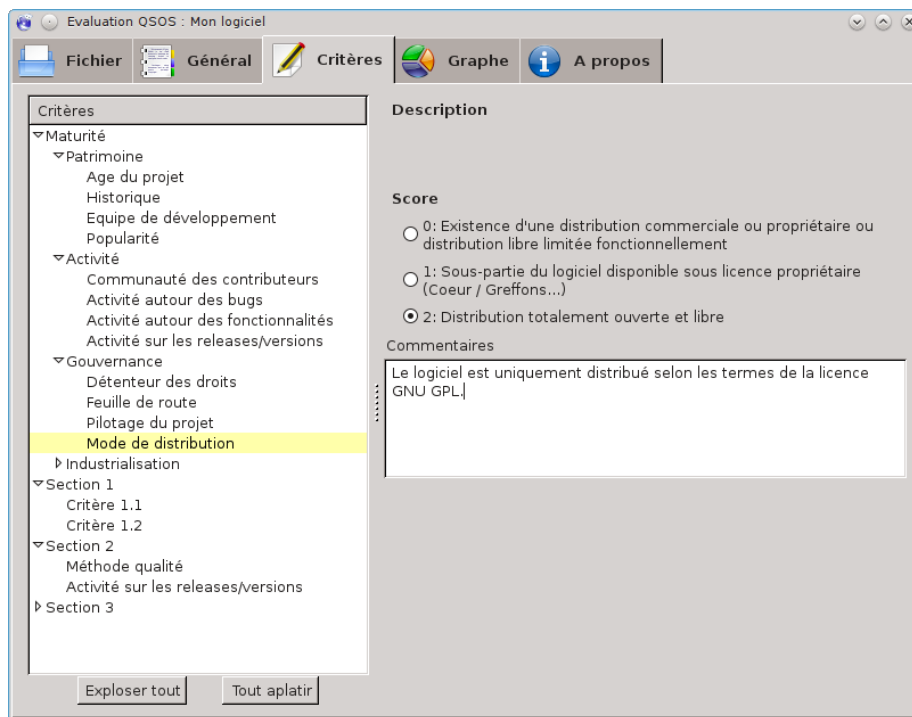 Evaluation QSOS : Mon logiciel
Fichier
Général
Critères
Graphe
A propos
Critères
Maturité
Patrimoine
Age du projet
Historique
Equipe de développement
Popularité
Activité
Communauté des contributeurs
Activité autour des bugs
Activité autour des fonctionnalités
Activité sur les releases/versions
Gouvernance
Détenteur des droits
Feuille de route
Pilotage du projet
Mode de distribution
Industrialisation
Section 1
Critère 1.1
Critère 1.2
Section 2
Méthode qualité
Activité sur les releases/versions
Section 3
Exploser tout
Tout aplatir
Description
Score
0: Existence d'une distribution commerciale ou propriétaire ou
distribution libre limitée fonctionnellement
1: Sous-partie du logiciel disponible sous licence propriétaire
(Coeur / Greffons...)
2: Distribution totalement ouverte et libre
Commentaires
Le logiciel est uniquement distribué selon les termes de la licence
GNU GPL.